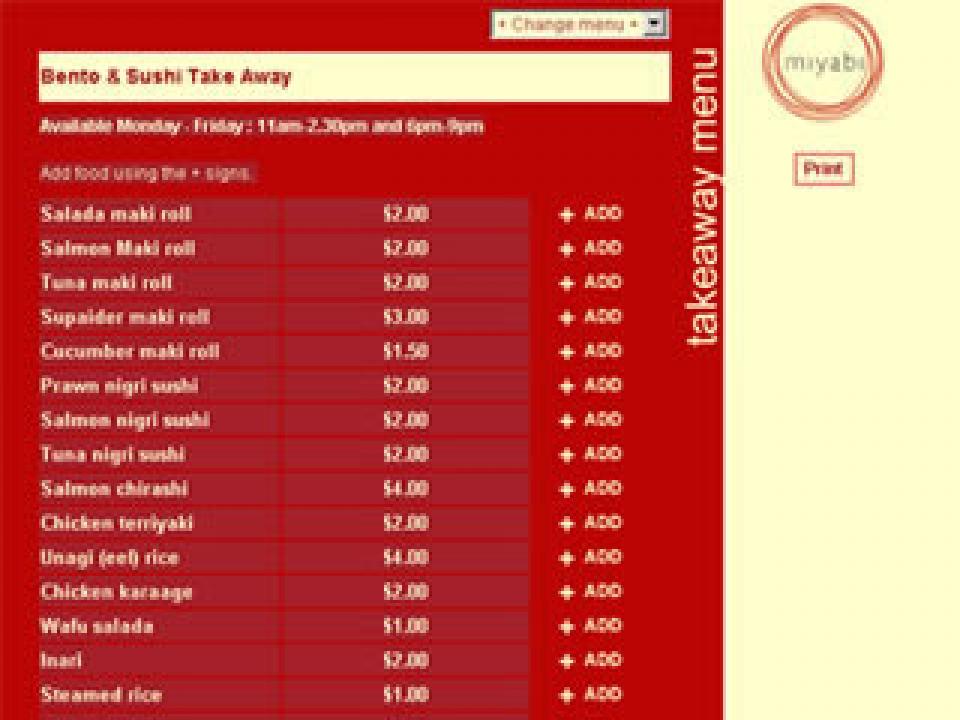 • Change menu •
Bento & Sushi Take Away
Available Monday - Friday : 11am-2.30pm and 6pm-9pm
Add food using the + signs.
Salada maki roll $2.00 + ADD
Salmon Maki roll $2.00 + ADD
Tuna maki roll $2.00 + ADD
Supaider maki roll $3.00 + ADD
Cucumber maki roll $1.50 + ADD
Prawn nigri sushi $2.00 + ADD
Salmon nigri sushi $2.00 + ADD
Tuna nigri sushi $2.00 + ADD
Salmon chirashi $4.00 + ADD
Chicken terriyaki $2.00 + ADD
Unagi (eel) rice $4.00 + ADD
Chicken karaage $2.00 + ADD
Wafu salada $1.00 + ADD
Inari $2.00 + ADD
Steamed rice $1.00 + ADD
takeaway menu
miyabi
Print